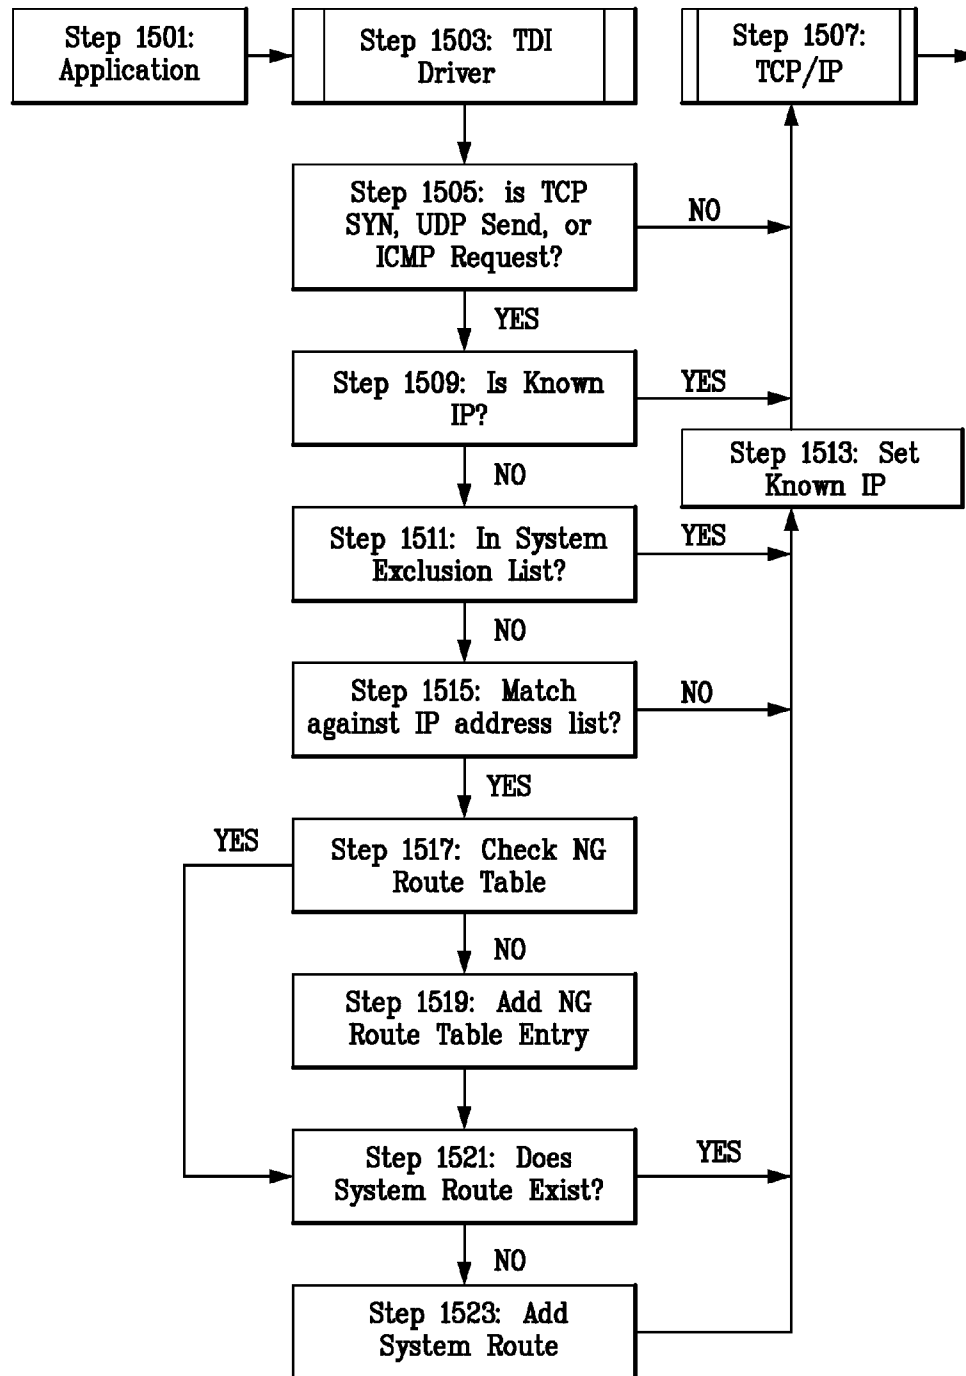 Step 1501:
Application
Step 1503: TDI
Driver
Step 1507:
TCP/IP
Step 1505: is TCP
SYN, UDP Send, or
ICMP Request?
NO
YES
Step 1509: Is Known
IP?
YES
NO
Step 1513: Set
Known IP
Step 1511: In System
Exclusion List?
YES
NO
Step 1515: Match
against IP address list?
NO
YES
Step 1517: Check NG
Route Table
YES
NO
Step 1519: Add NG
Route Table Entry
Step 1521: Does
System Route Exist?
YES
NO
Step 1523: Add
System Route